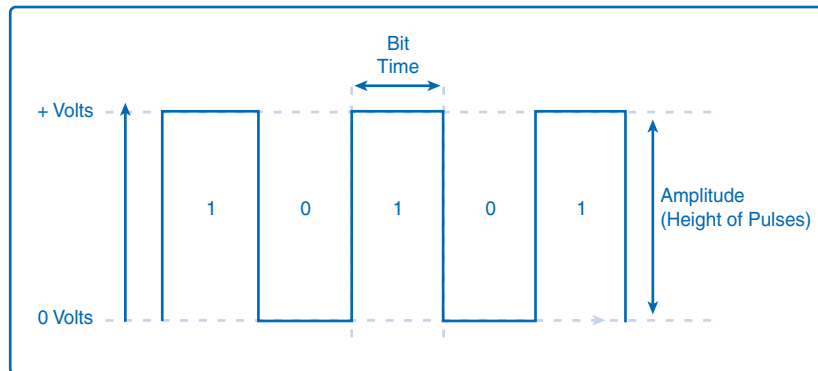 Bit
Time
+ Volts
1 0 1 0 1
Amplitude
(Height of Pulses)
0 Volts